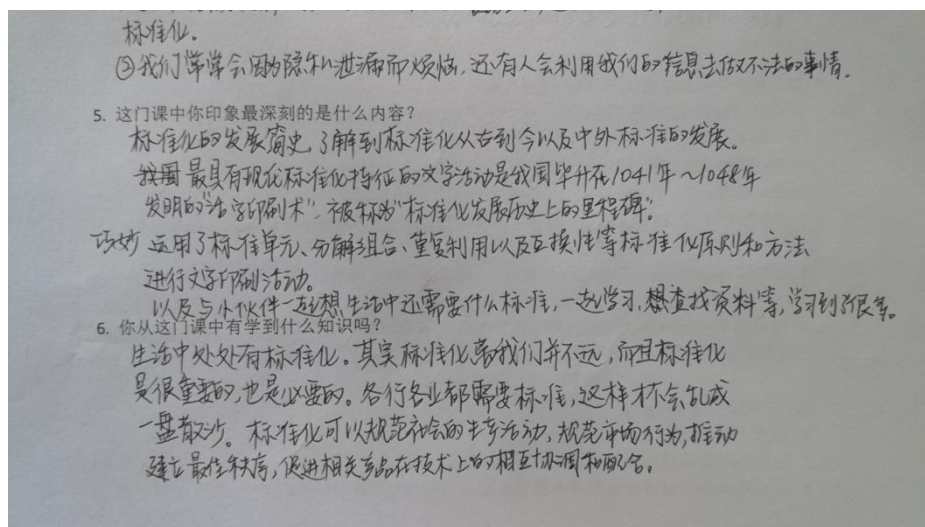 标准化。
②我们常常会因为隐私泄漏而烦恼,还有人会利用我们的信息去做不法的事情。
5. 这门课中你印象最深刻的是什么内容?
标准化的发展简史,了解到标准化从古到今以及中外标准的发展。
最具有现代标准化特征的文字活动是我国毕升在1041年~1048年
发明的“活字印刷术”,被称为“标准化发展历史上的里程碑”。
巧妙运用了标准单元、分解组合、重复利用以及互换性等标准化原则和方法
进行文字印刷活动。
以及与小伙伴一起想生活中还需要什么标准,一起学习,查找资料等,学习到了很多。
6. 你从这门课中有学到什么知识吗?
生活中处处有标准化。其实标准化离我们并不远,而且标准化
是很重要的,也是必要的。各行各业都需要标准,这样才不会乱成
一盘散沙。标准化可以规范社会的生产活动,规范市场行为,推动
建立最佳秩序,促进相关产品在技术上的相互协调和配合。